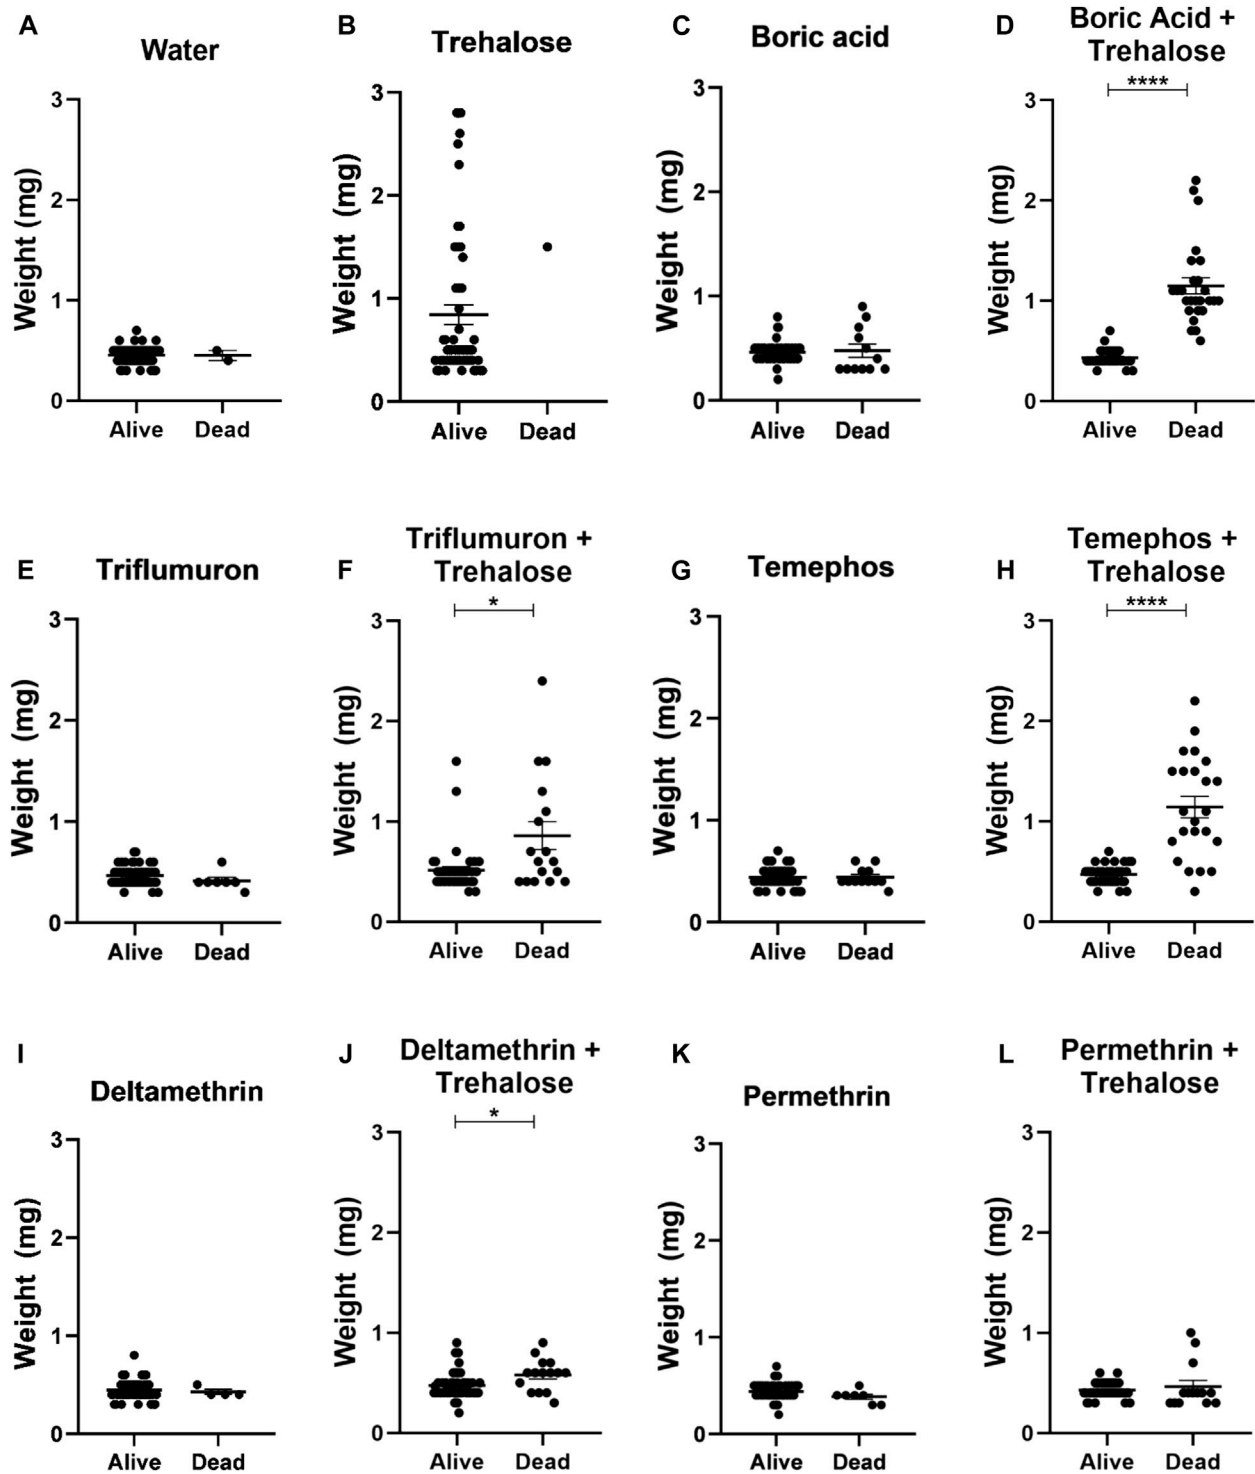 A
Water
Weight (mg)
3
2
1
0
Alive
Dead
B
Trehalose
Weight (mg)
3
2
1
0
Alive
Dead
C
Boric acid
Weight (mg)
3
2
1
0
Alive
Dead
D
Boric Acid +
Trehalose
****
Weight (mg)
3
2
1
0
Alive
Dead
E
Triflumuron
Weight (mg)
3
2
1
0
Alive
Dead
F
Triflumuron +
Trehalose
*
Weight (mg)
3
2
1
0
Alive
Dead
G
Temephos
Weight (mg)
3
2
1
0
Alive
Dead
H
Temephos +
Trehalose
****
Weight (mg)
3
2
1
0
Alive
Dead
I
Deltamethrin
Weight (mg)
3
2
1
0
Alive
Dead
J
Deltamethrin +
Trehalose
*
Weight (mg)
3
2
1
0
Alive
Dead
K
Permethrin
Weight (mg)
3
2
1
0
Alive
Dead
L
Permethrin +
Trehalose
Weight (mg)
3
2
1
0
Alive
Dead